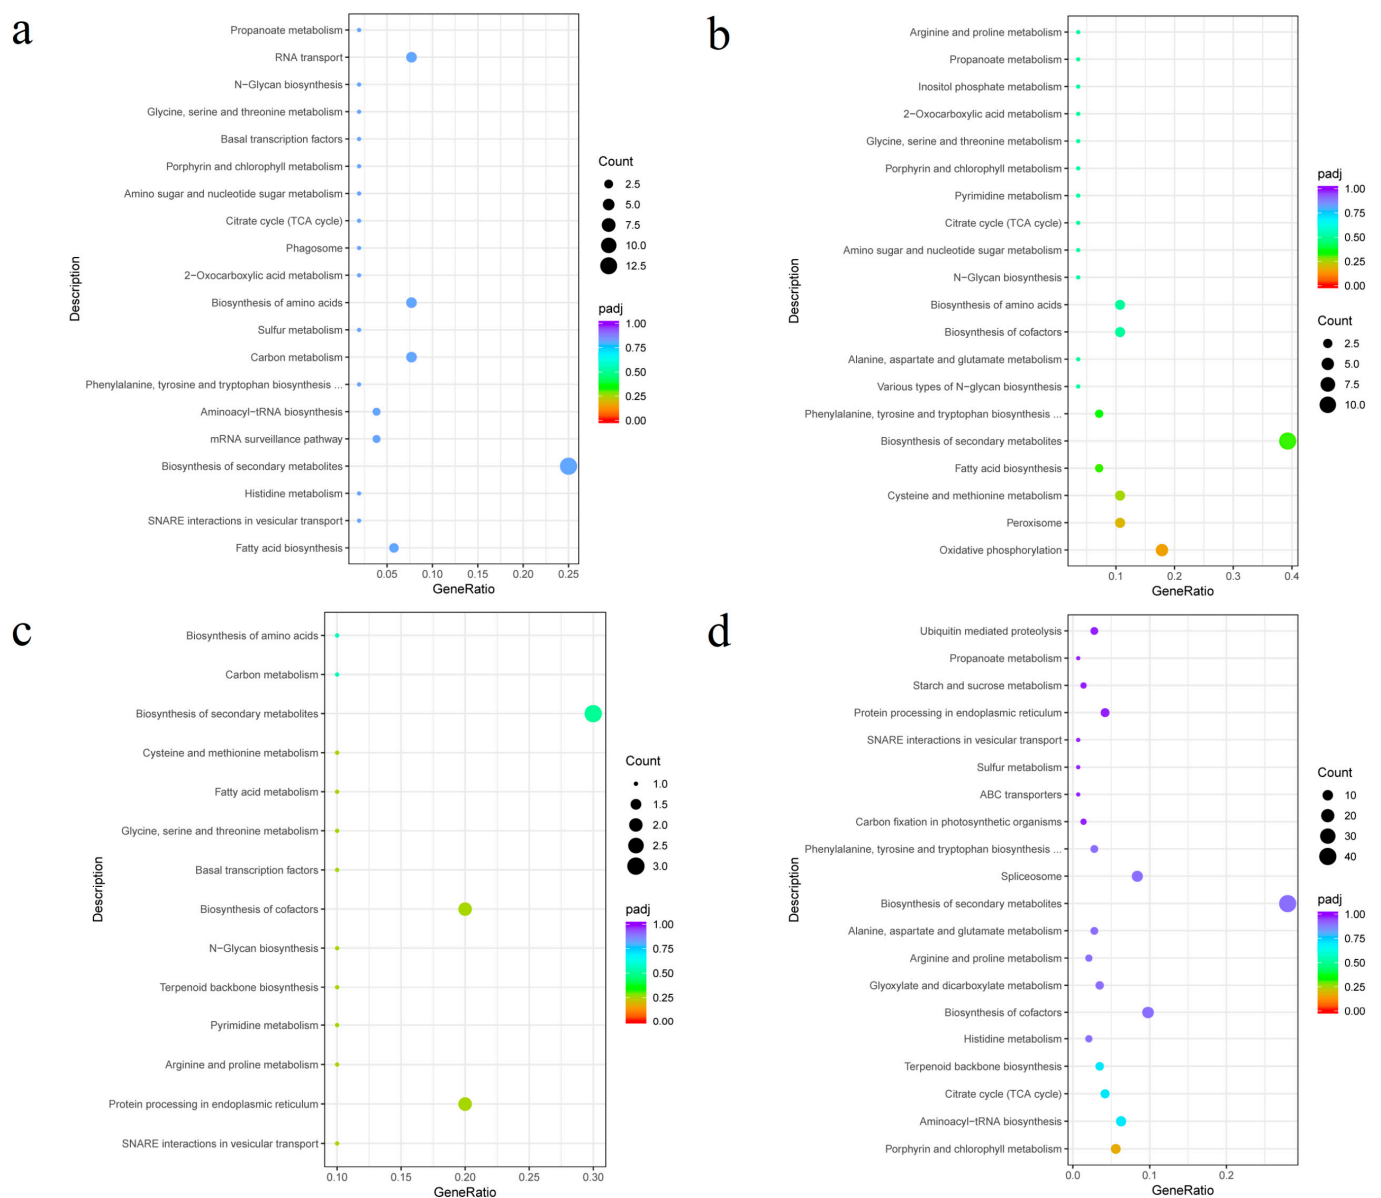 a
Propanoate metabolism
RNA transport
N−Glycan biosynthesis
Glycine, serine and threonine metabolism
Basal transcription factors
Porphyrin and chlorophyll metabolism
Amino sugar and nucleotide sugar metabolism
Citrate cycle (TCA cycle)
Phagosome
2−Oxocarboxylic acid metabolism
Biosynthesis of amino acids
Sulfur metabolism
Carbon metabolism
Phenylalanine, tyrosine and tryptophan biosynthesis ...
Aminoacyl−tRNA biosynthesis
mRNA surveillance pathway
Biosynthesis of secondary metabolites
Histidine metabolism
SNARE interactions in vesicular transport
Fatty acid biosynthesis
Description
0.05 0.10 0.15 0.20 0.25
GeneRatio
Count
2.5
5.0
7.5
10.0
12.5
padj
1.00
0.75
0.50
0.25
0.00
b
Arginine and proline metabolism
Propanoate metabolism
Inositol phosphate metabolism
2−Oxocarboxylic acid metabolism
Glycine, serine and threonine metabolism
Porphyrin and chlorophyll metabolism
Pyrimidine metabolism
Citrate cycle (TCA cycle)
Amino sugar and nucleotide sugar metabolism
N−Glycan biosynthesis
Biosynthesis of amino acids
Biosynthesis of cofactors
Alanine, aspartate and glutamate metabolism
Various types of N−glycan biosynthesis
Phenylalanine, tyrosine and tryptophan biosynthesis ...
Biosynthesis of secondary metabolites
Fatty acid biosynthesis
Cysteine and methionine metabolism
Peroxisome
Oxidative phosphorylation
Description
0.1 0.2 0.3 0.4
GeneRatio
padj
1.00
0.75
0.50
0.25
0.00
Count
2.5
5.0
7.5
10.0
c
Biosynthesis of amino acids
Carbon metabolism
Biosynthesis of secondary metabolites
Cysteine and methionine metabolism
Fatty acid metabolism
Glycine, serine and threonine metabolism
Basal transcription factors
Biosynthesis of cofactors
N−Glycan biosynthesis
Terpenoid backbone biosynthesis
Pyrimidine metabolism
Arginine and proline metabolism
Protein processing in endoplasmic reticulum
SNARE interactions in vesicular transport
Description
0.10 0.15 0.20 0.25 0.30
GeneRatio
Count
1.0
1.5
2.0
2.5
3.0
padj
1.00
0.75
0.50
0.25
0.00
d
Ubiquitin mediated proteolysis
Propanoate metabolism
Starch and sucrose metabolism
Protein processing in endoplasmic reticulum
SNARE interactions in vesicular transport
Sulfur metabolism
ABC transporters
Carbon fixation in photosynthetic organisms
Phenylalanine, tyrosine and tryptophan biosynthesis ...
Spliceosome
Biosynthesis of secondary metabolites
Alanine, aspartate and glutamate metabolism
Arginine and proline metabolism
Glyoxylate and dicarboxylate metabolism
Biosynthesis of cofactors
Histidine metabolism
Terpenoid backbone biosynthesis
Citrate cycle (TCA cycle)
Aminoacyl−tRNA biosynthesis
Porphyrin and chlorophyll metabolism
Description
0.0 0.1 0.2
GeneRatio
Count
10
20
30
40
padj
1.00
0.75
0.50
0.25
0.00